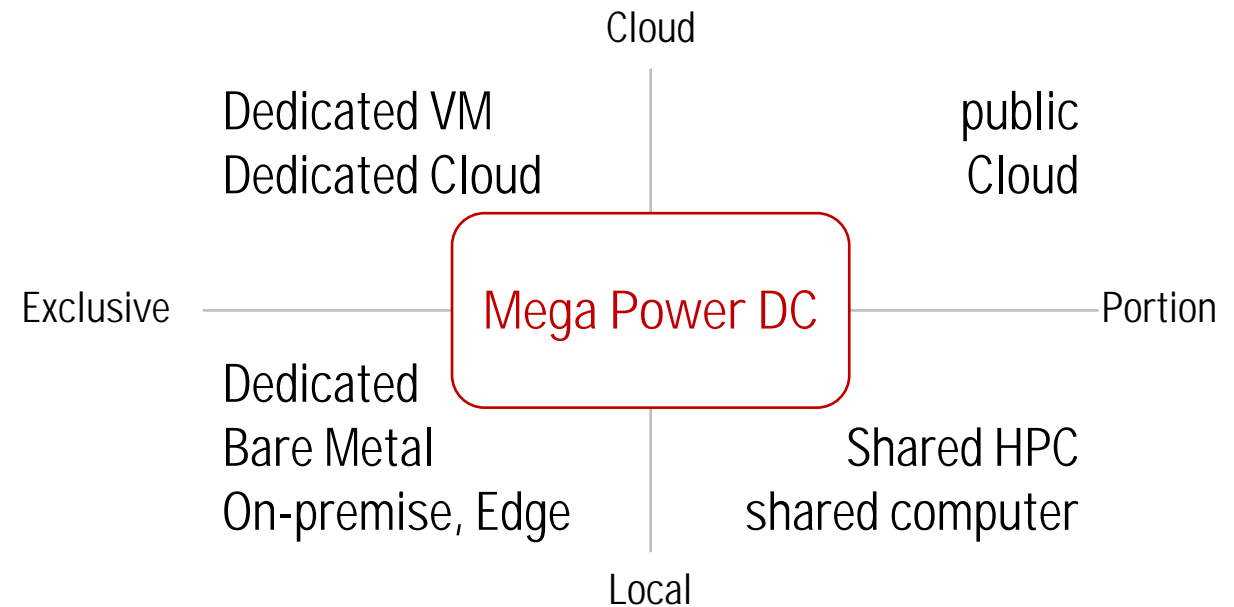 Cloud
Dedicated VM
Dedicated Cloud
public
Cloud
Exclusive
Mega Power DC
Portion
Dedicated
Bare Metal
On-premise, Edge
Shared HPC
shared computer
Local